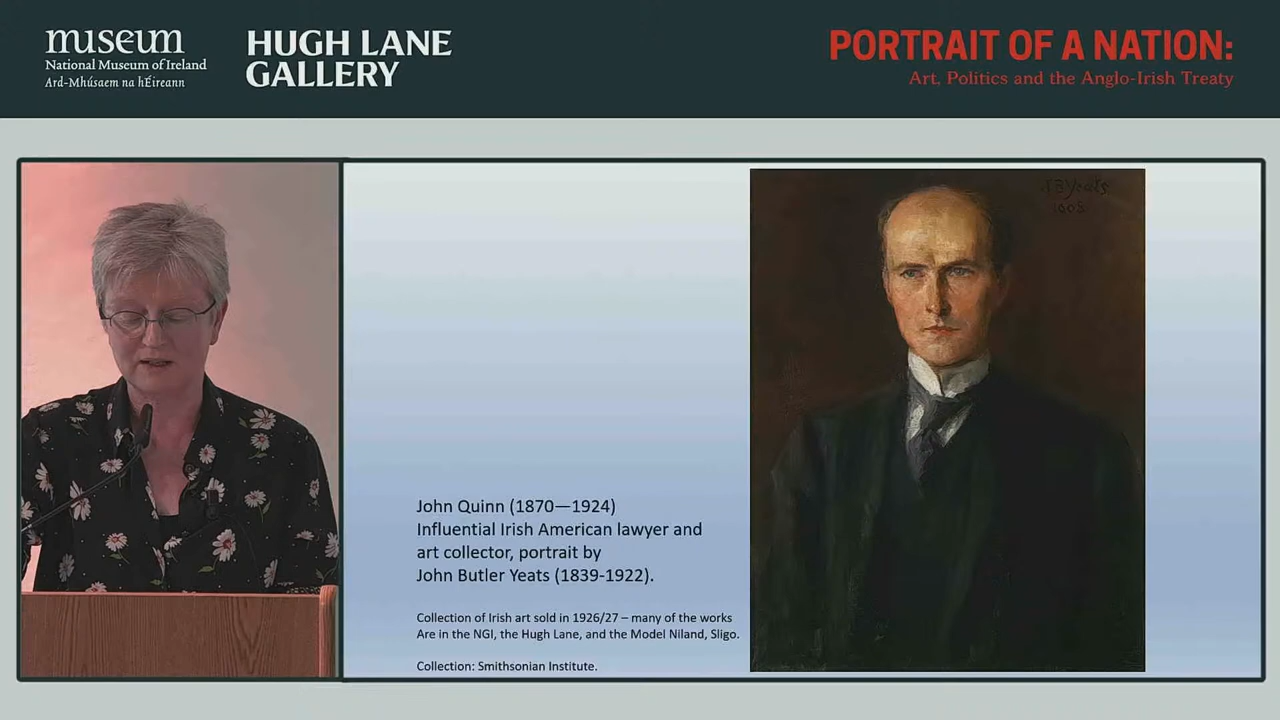 museum
National Museum of Ireland
Ard-Mhúsaem na hÉireann
HUGH LANE
GALLERY
PORTRAIT OF A NATION:
Art, Politics and the Anglo-Irish Treaty
John Quinn (1870—1924)
Influential Irish American lawyer and
art collector, portrait by
John Butler Yeats (1839-1922).
Collection of Irish art sold in 1926/27 – many of the works
Are in the NGI, the Hugh Lane, and the Model Niland, Sligo.
Collection: Smithsonian Institute.
JBYeats
1908